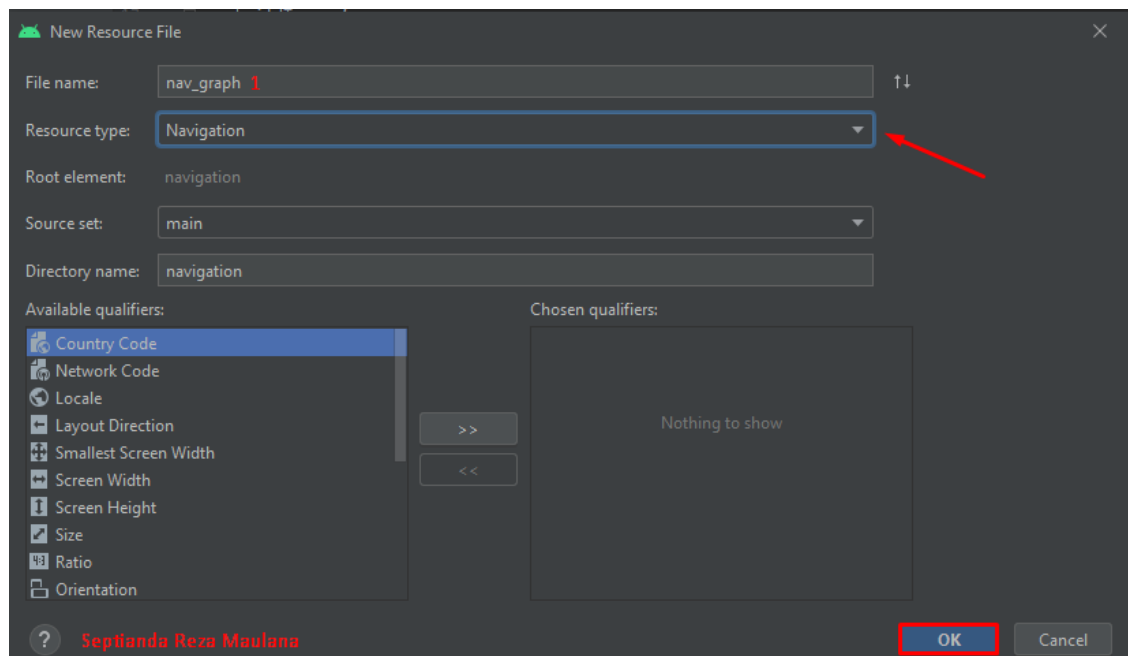 New Resource File
File name: nav_graph 1
Resource type: Navigation
Root element: navigation
Source set: main
Directory name: navigation
Available qualifiers: Chosen qualifiers:
Country Code
Network Code
Locale
Layout Direction
Smallest Screen Width
Screen Width
Screen Height
Size
Ratio
Orientation
>>
<<
Nothing to show
? Septianda Reza Maulana OK Cancel